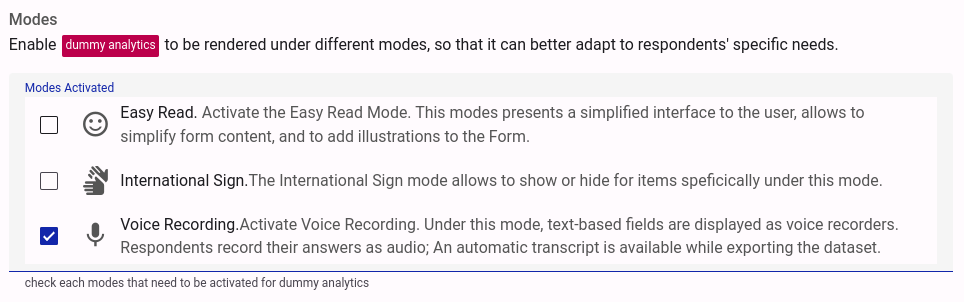 Modes
Enable dummy analytics to be rendered under different modes, so that it can better adapt to respondents' specific needs.
Modes Activated
Easy Read. Activate the Easy Read Mode. This modes presents a simplified interface to the user, allows to
simplify form content, and to add illustrations to the Form.
International Sign.The International Sign mode allows to show or hide for items speficically under this mode.
Voice Recording.Activate Voice Recording. Under this mode, text-based fields are displayed as voice recorders.
Respondents record their answers as audio; An automatic transcript is available while exporting the dataset.
check each modes that need to be activated for dummy analytics